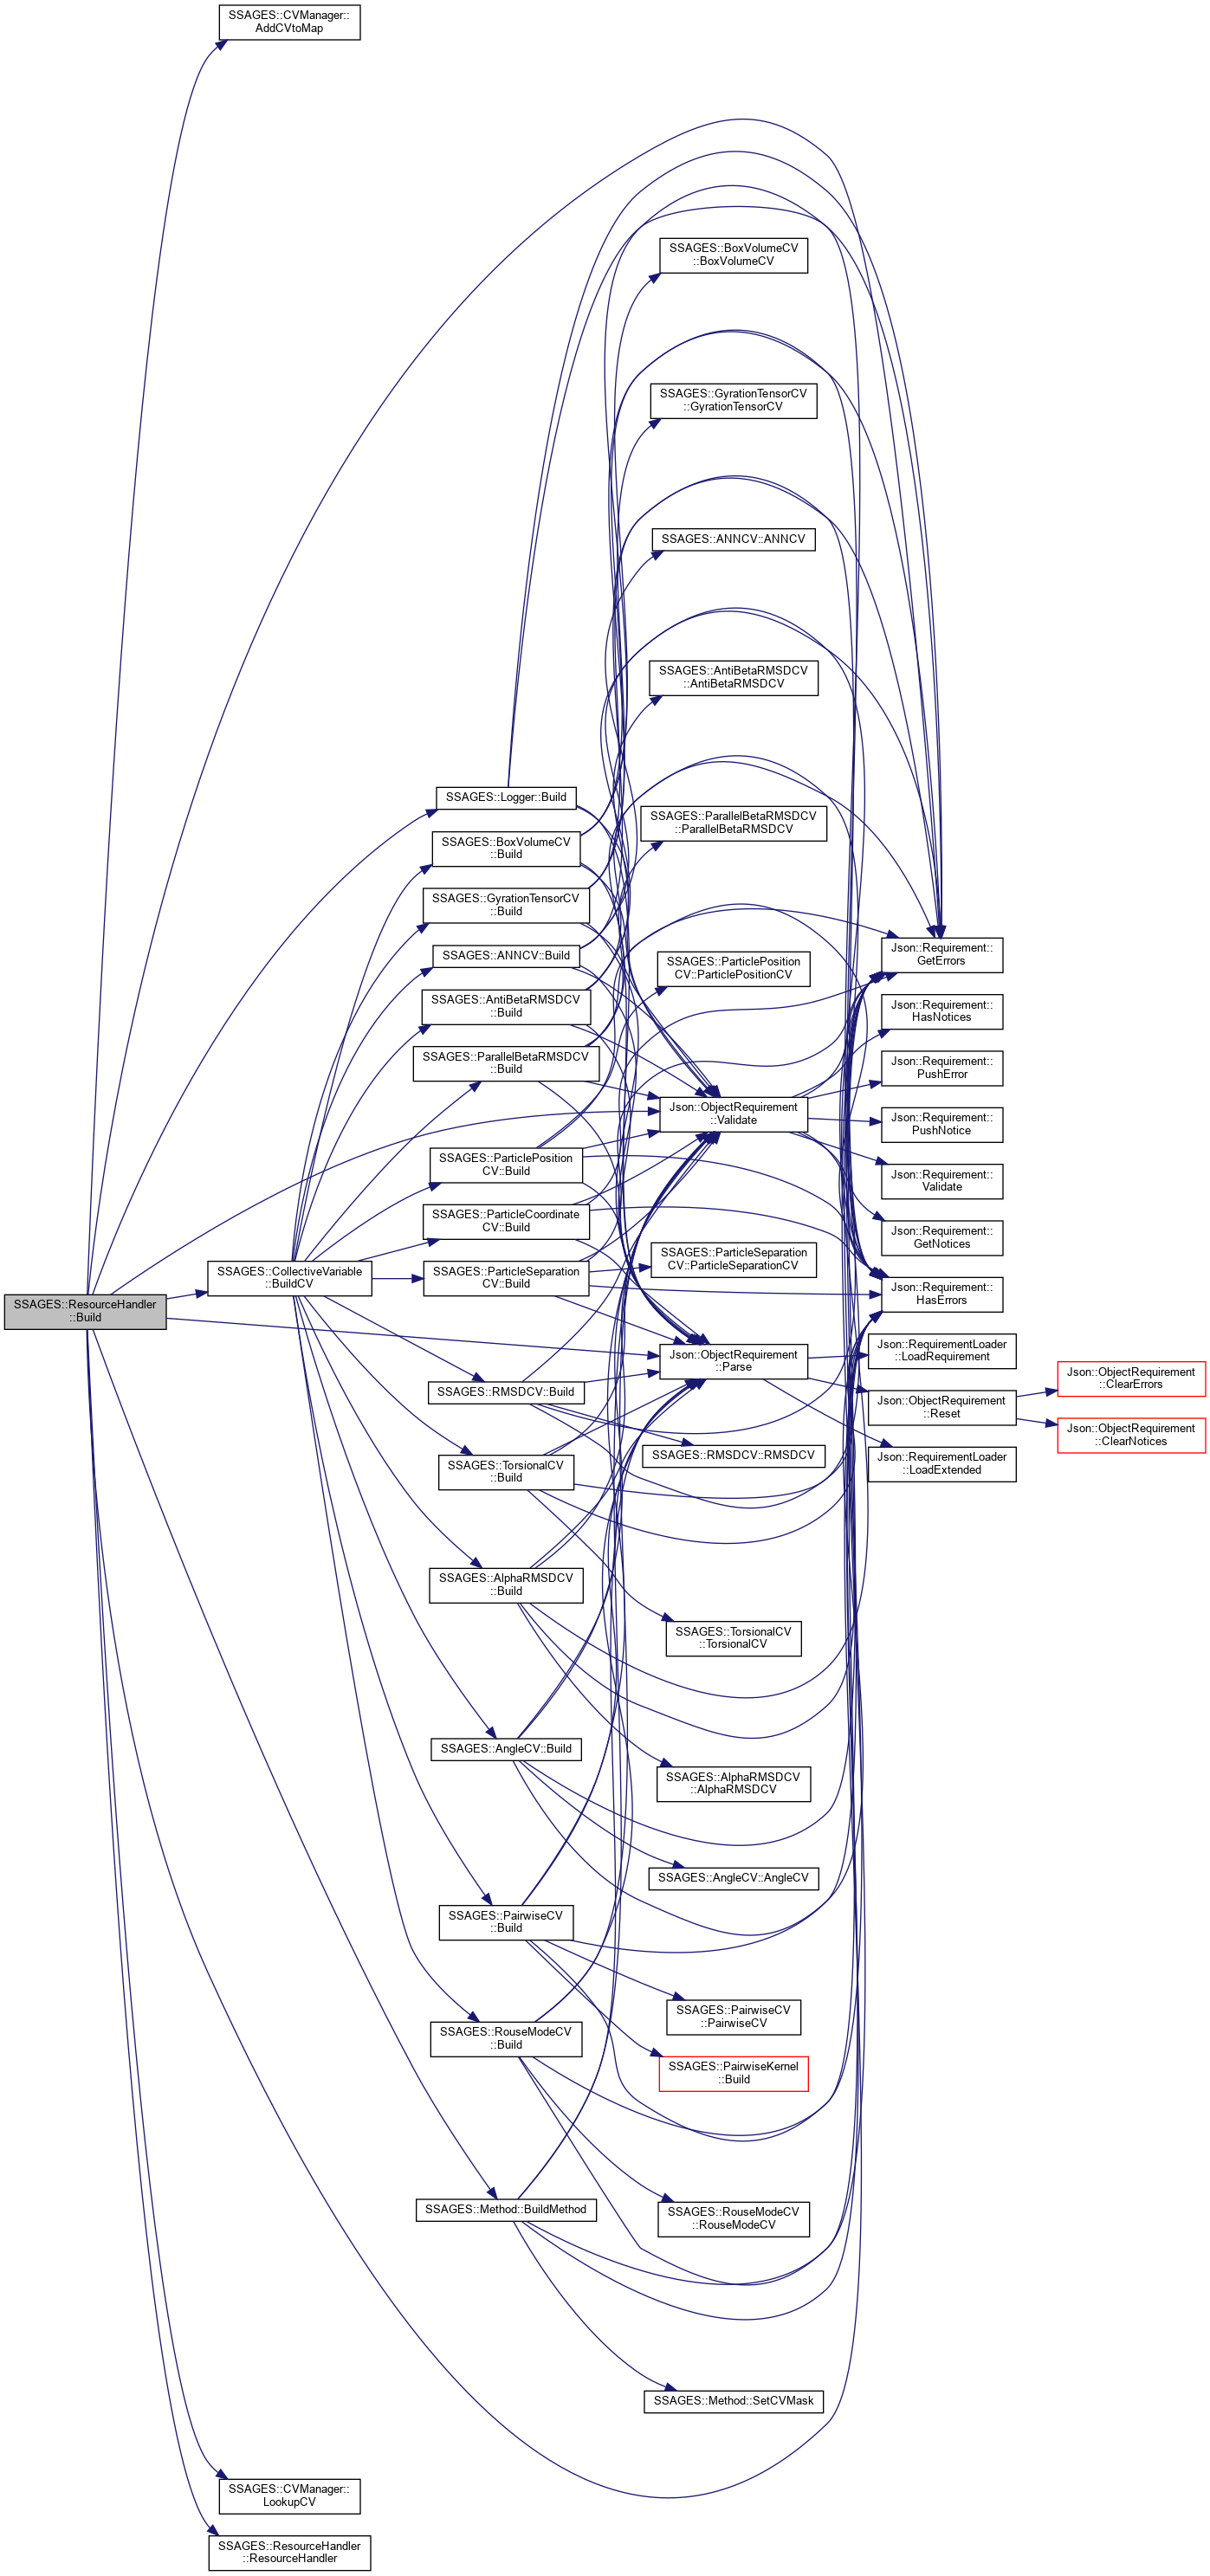 SSAGES::CVManager::
AddCVtoMap
SSAGES::BoxVolumeCV
::BoxVolumeCV
SSAGES::GyrationTensorCV
::GyrationTensorCV
SSAGES::ANNCV::ANNCV
SSAGES::AntiBetaRMSDCV
::AntiBetaRMSDCV
SSAGES::Logger::Build
SSAGES::ParallelBetaRMSDCV
::ParallelBetaRMSDCV
SSAGES::BoxVolumeCV
::Build
SSAGES::GyrationTensorCV
::Build
SSAGES::ANNCV::Build
Json::Requirement::
GetErrors
SSAGES::ParticlePosition
CV::ParticlePositionCV
SSAGES::AntiBetaRMSDCV
::Build
Json::Requirement::
HasNotices
SSAGES::ParallelBetaRMSDCV
::Build
Json::Requirement::
PushError
Json::ObjectRequirement
::Validate
Json::Requirement::
PushNotice
SSAGES::ParticlePosition
CV::Build
Json::Requirement::
Validate
SSAGES::ParticleCoordinate
CV::Build
Json::Requirement::
GetNotices
SSAGES::ParticleSeparation
CV::ParticleSeparationCV
SSAGES::CollectiveVariable
::BuildCV
SSAGES::ParticleSeparation
CV::Build
Json::Requirement::
HasErrors
SSAGES::ResourceHandler
::Build
Json::RequirementLoader
::LoadRequirement
Json::ObjectRequirement
::Parse
Json::ObjectRequirement
::ClearErrors
SSAGES::RMSDCV::Build
Json::ObjectRequirement
::Reset
Json::ObjectRequirement
::ClearNotices
SSAGES::RMSDCV::RMSDCV
Json::RequirementLoader
::LoadExtended
SSAGES::TorsionalCV
::Build
SSAGES::AlphaRMSDCV
::Build
SSAGES::TorsionalCV
::TorsionalCV
SSAGES::AngleCV::Build
SSAGES::AlphaRMSDCV
::AlphaRMSDCV
SSAGES::AngleCV::AngleCV
SSAGES::PairwiseCV
::Build
SSAGES::PairwiseCV
::PairwiseCV
SSAGES::RouseModeCV
::Build
SSAGES::PairwiseKernel
::Build
SSAGES::Method::BuildMethod
SSAGES::RouseModeCV
::RouseModeCV
SSAGES::Method::SetCVMask
SSAGES::CVManager::
LookupCV
SSAGES::ResourceHandler
::ResourceHandler